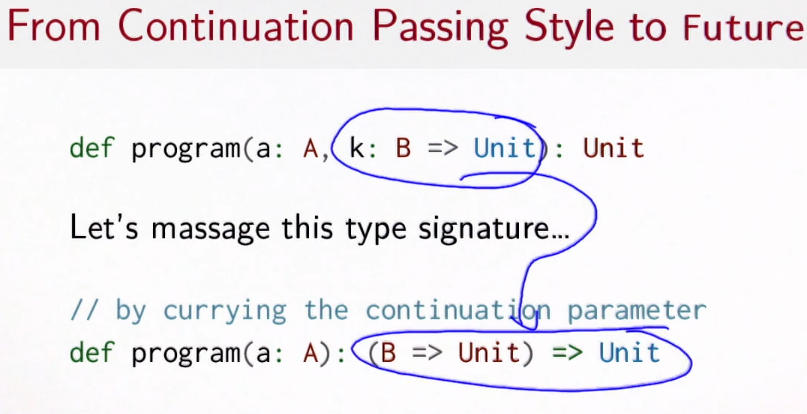 From Continuation Passing Style to Future
def program(a: A, k: B => Unit): Unit
Let's massage this type signature...
// by currying the continuation parameter
def program(a: A): (B => Unit) => Unit